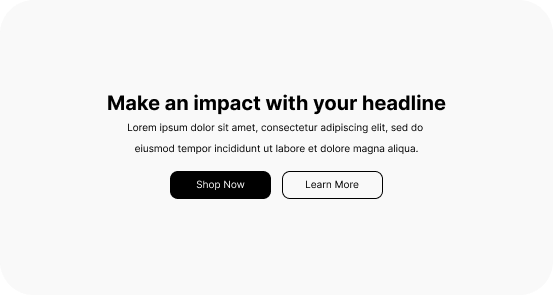 Make an impact with your headline
Lorem ipsum dolor sit amet, consectetur adipiscing elit, sed do
eiusmod tempor incididunt ut labore et dolore magna aliqua.
Shop Now
Learn More